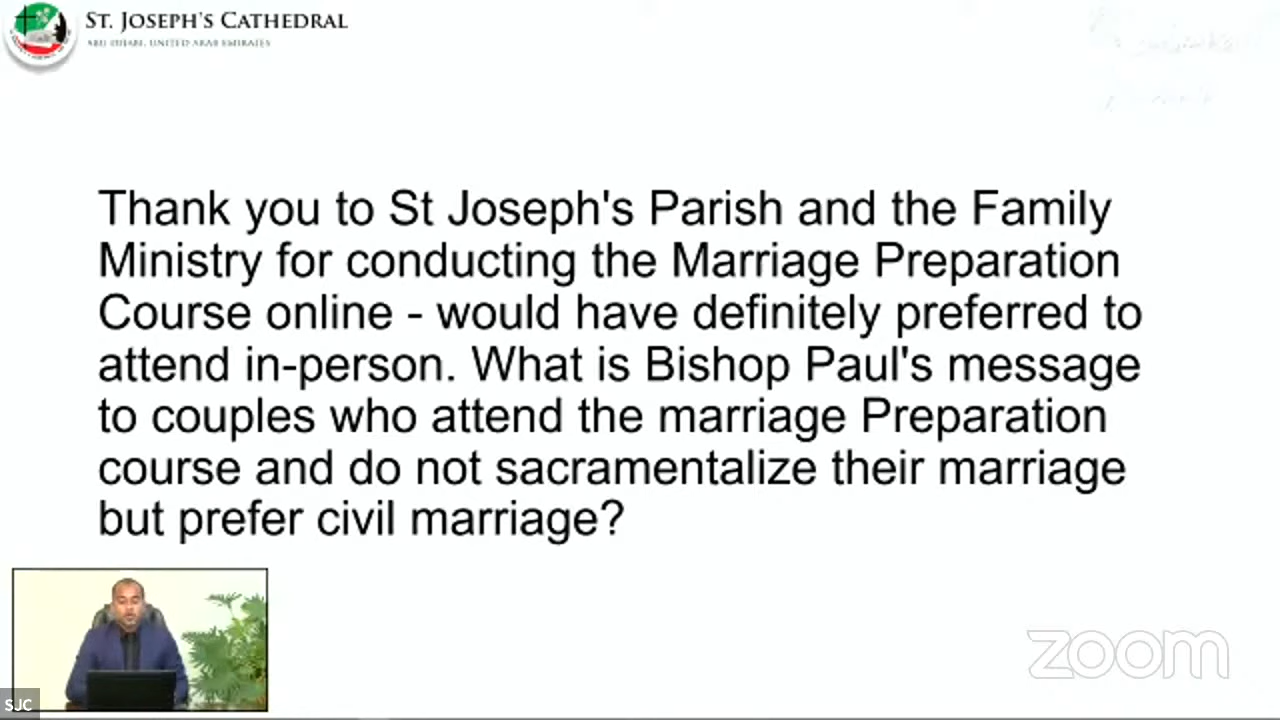 St. Joseph's Cathedral
Abu Dhabi, United Arab Emirates
Thank you to St Joseph's Parish and the Family
Ministry for conducting the Marriage Preparation
Course online - would have definitely preferred to
attend in-person. What is Bishop Paul's message
to couples who attend the marriage Preparation
course and do not sacramentalize their marriage
but prefer civil marriage?
SJC
zoom